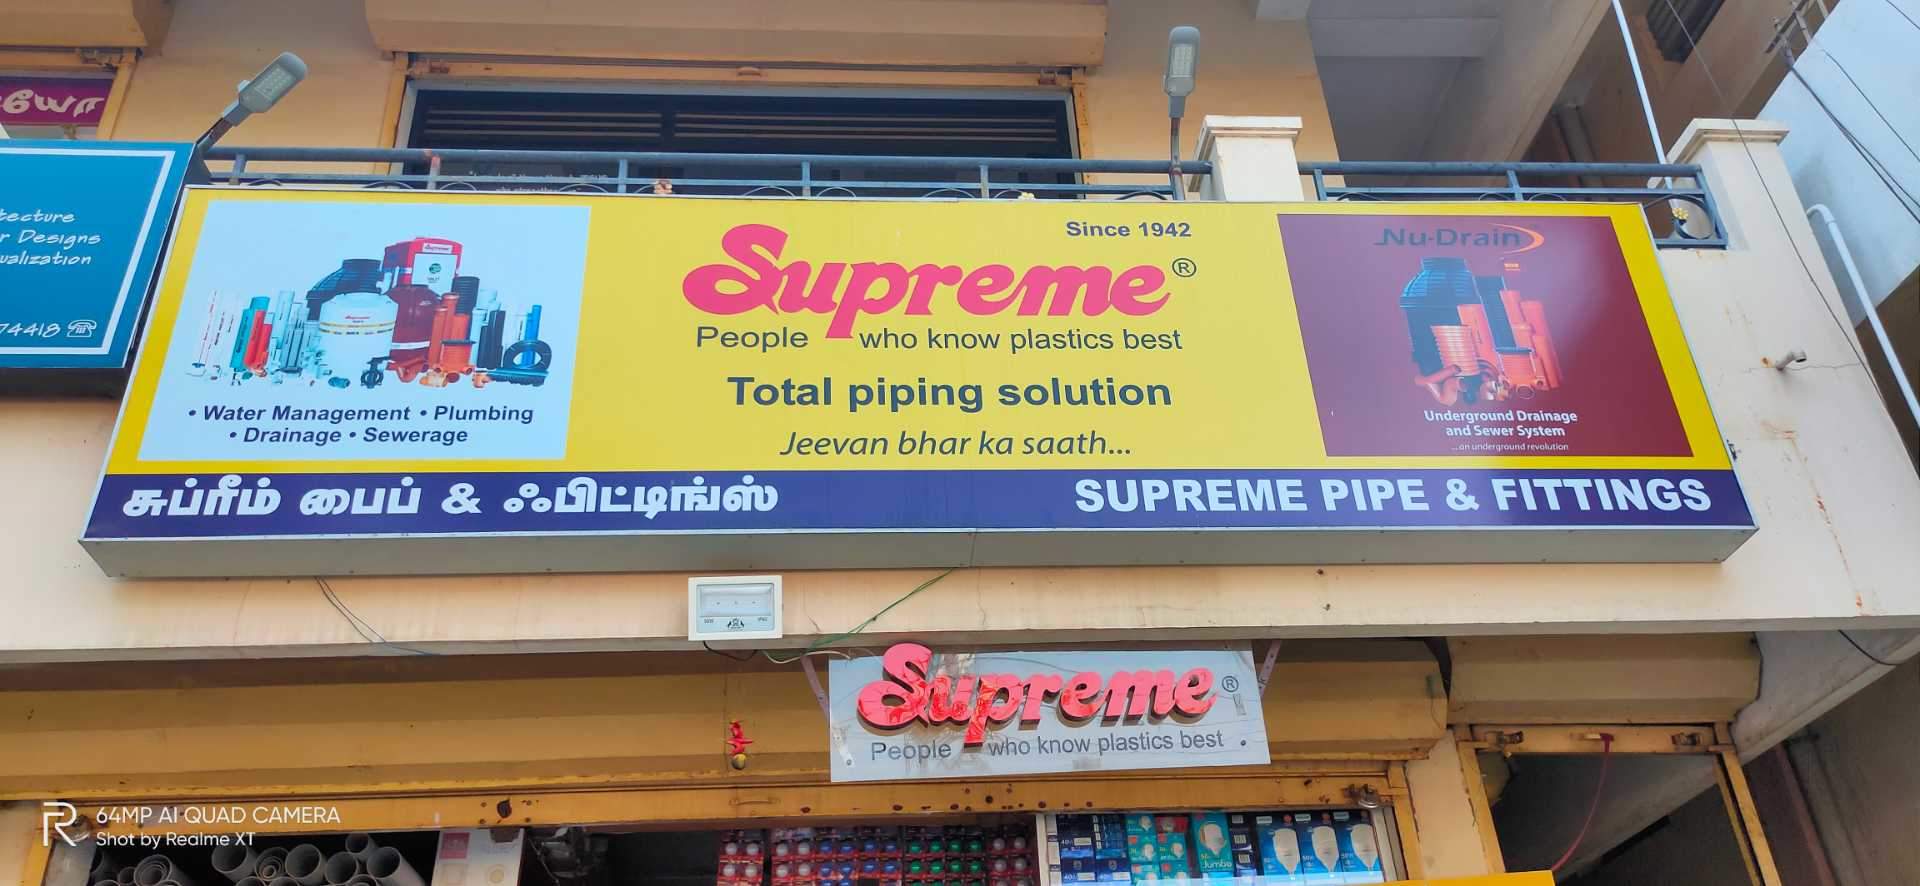 யோ
tecture
r Designs
ualization
74418
Since 1942
Supreme®
People who know plastics best
Total piping solution
Jeevan bhar ka saath...
• Water Management • Plumbing
• Drainage • Sewerage
Nu-Drain
Underground Drainage
and Sewer System
...an underground revolution
சுப்ரீம் பைப் & ஃபிட்டிங்ஸ்
SUPREME PIPE & FITTINGS
Supreme®
People who know plastics best
Jumbo
64MP AI QUAD CAMERA
Shot by Realme XT